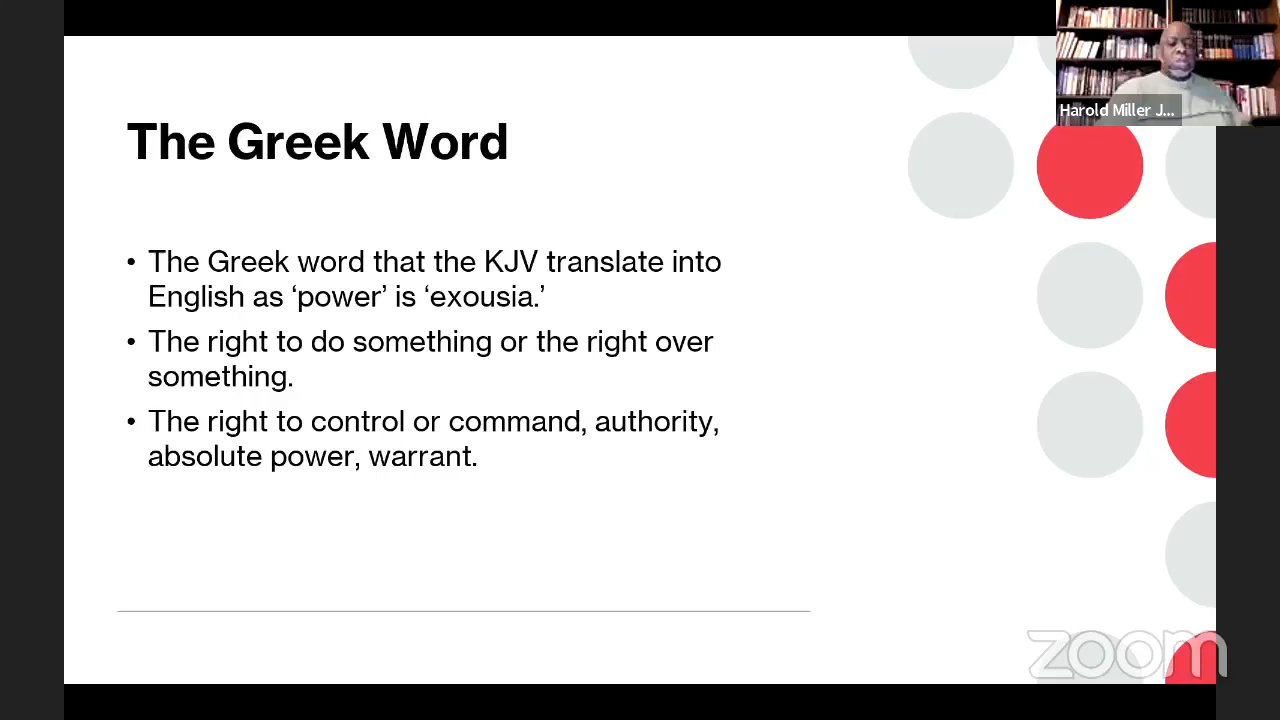 Harold Miller J...
The Greek Word
• The Greek word that the KJV translate into
English as ‘power’ is ‘exousia.’
• The right to do something or the right over
something.
• The right to control or command, authority,
absolute power, warrant.
zoom